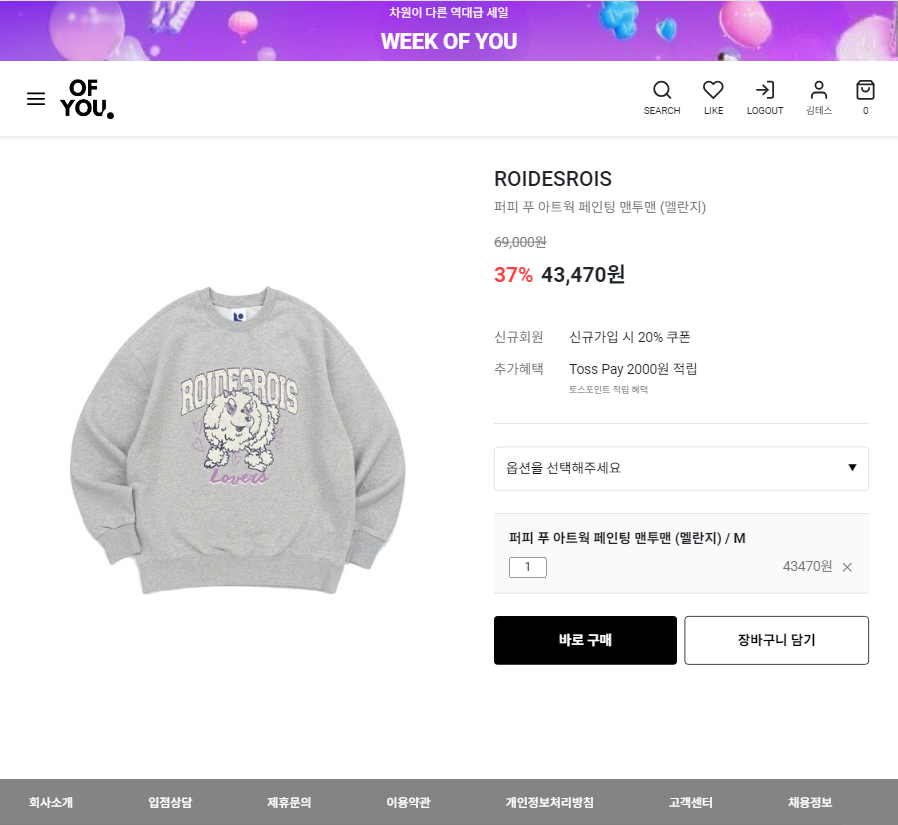 차원이 다른 역대급 세일
WEEK OF YOU
OF
YOU.
SEARCH
LIKE
LOGOUT
김테스
0
ROIDESROIS
퍼피 푸 아트웍 페인팅 맨투맨 (멜란지)
69,000원
37% 43,470원
신규회원 신규가입 시 20% 쿠폰
추가혜택 Toss Pay 2000원 적립
토스포인트 적립 혜택
ROIDESROIS
Lovers
옵션을 선택해주세요
퍼피 푸 아트웍 페인팅 맨투맨 (멜란지) / M
1
43470원
바로 구매
장바구니 담기
회사소개 입점상담 제휴문의 이용약관 개인정보처리방침 고객센터 채용정보